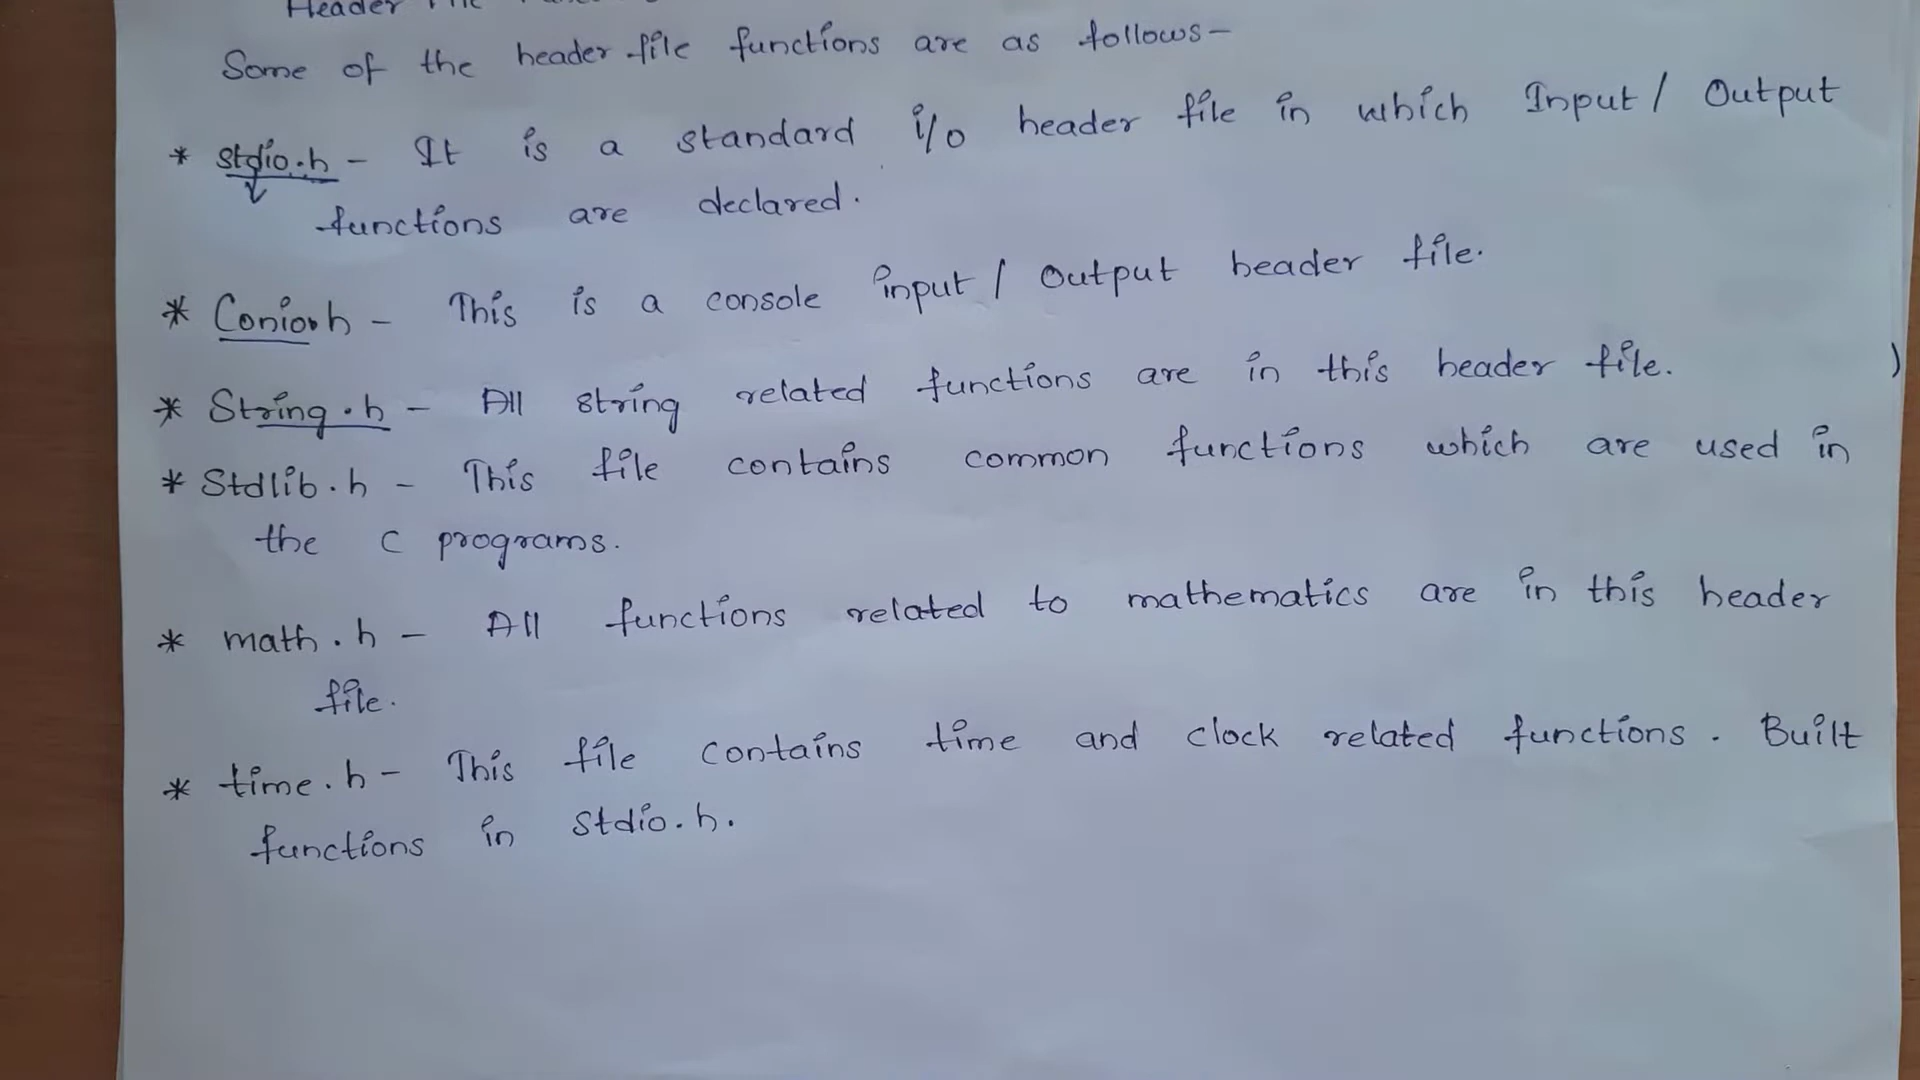 Header
Some of the header file functions are as follows-
* stdio.h - It is a standard i/o header file in which Input / Output
functions are declared.
* Conio.h - This is a console input / Output header file.
* String.h - All string related functions are in this header file.
* Stdlib.h - This file contains common functions which are used in
the C programs.
* math.h - All functions related to mathematics are in this header
file.
* time.h - This file contains time and clock related functions. Built
functions in stdio.h.